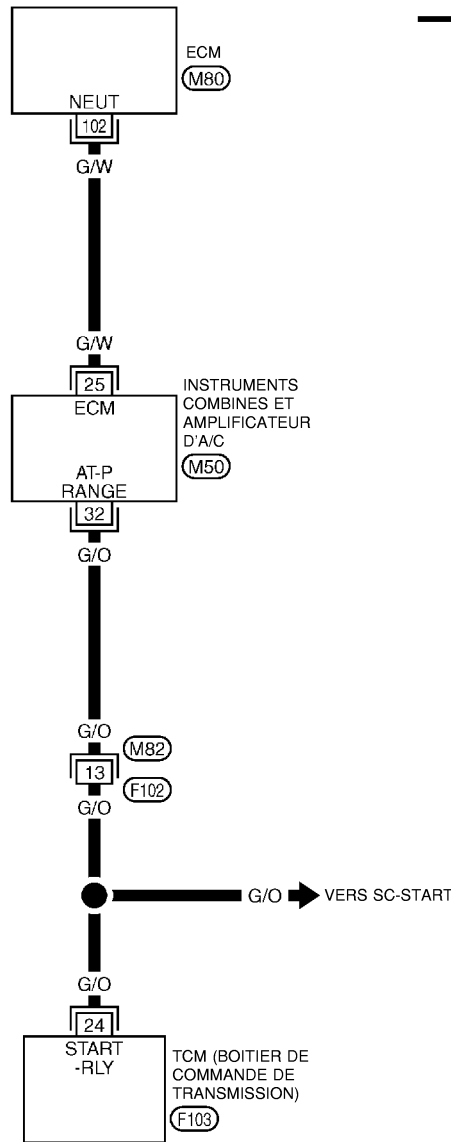 ECM
M80
NEUT
102
G/W
G/W
25
ECM
INSTRUMENTS
COMBINES ET
AMPLIFICATEUR
D'A/C
M50
AT-P
RANGE
32
G/O
G/O
M82
13
F102
G/O
G/O VERS SC-START
G/O
24
START
-RLY
TCM (BOITIER DE
COMMANDE DE
TRANSMISSION)
F103